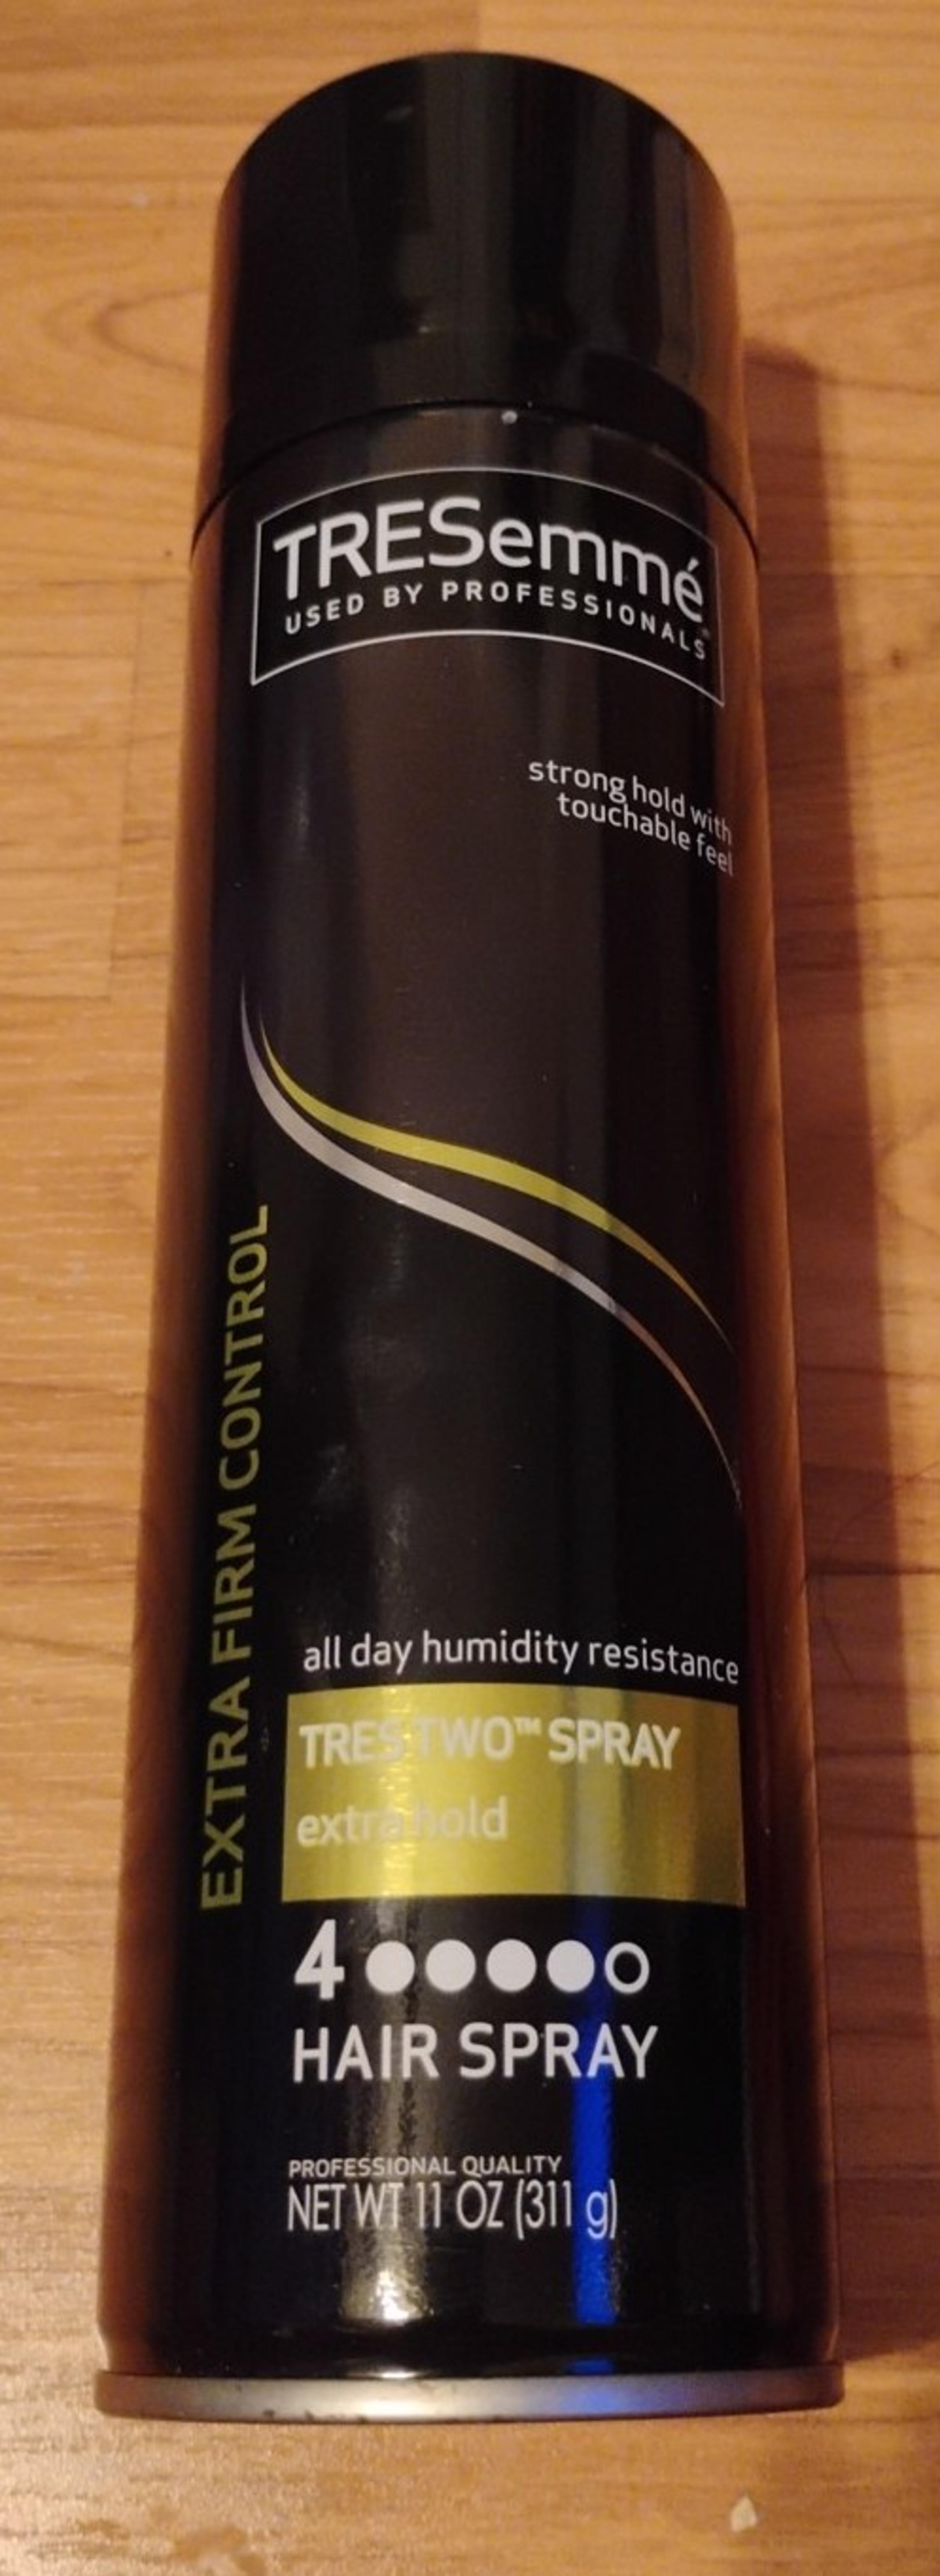 TRESemmé
USED BY PROFESSIONALS
strong hold with
touchable feel
EXTRA FIRM CONTROL
all day humidity resistance
TRES TWO™ SPRAY
extra hold
4
HAIR SPRAY
PROFESSIONAL QUALITY
NET WT 11 OZ (311 g)